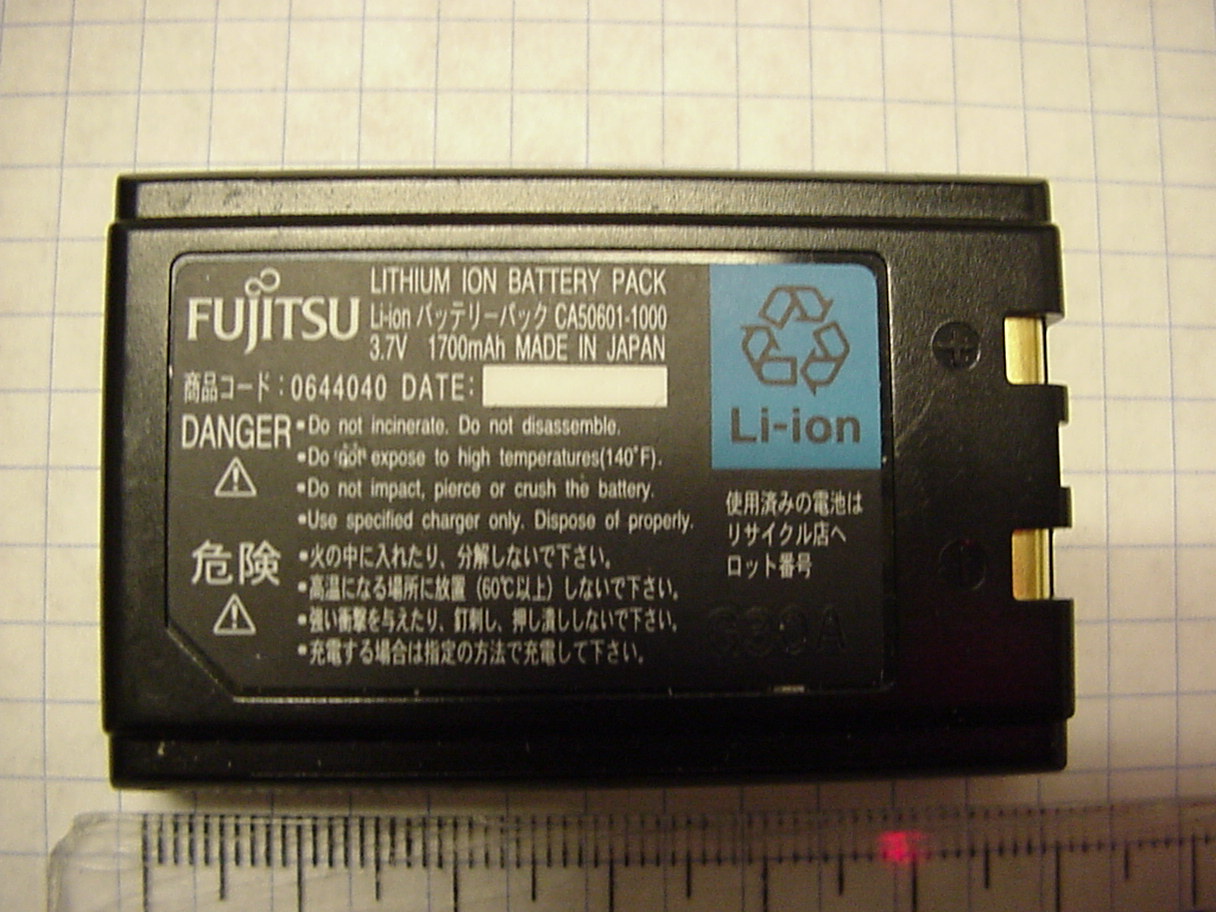 FUJITSU
LITHIUM ION BATTERY PACK
Li-ion バッテリーパック CA50601-1000
3.7V 1700mAh MADE IN JAPAN
商品コード:0644040 DATE:
DANGER
•Do not incinerate. Do not disassemble.
•Do not expose to high temperatures(140°F).
•Do not impact, pierce or crush the battery.
•Use specified charger only. Dispose of properly.
危険
•火の中に入れたり、分解しないで下さい。
•高温になる場所に放置(60℃以上)しないで下さい。
•強い衝撃を与えたり、釘刺し、押し潰ししないで下さい。
•充電する場合は指定の方法で充電して下さい。
Li-ion
使用済みの電池は
リサイクル店へ
ロット番号
+